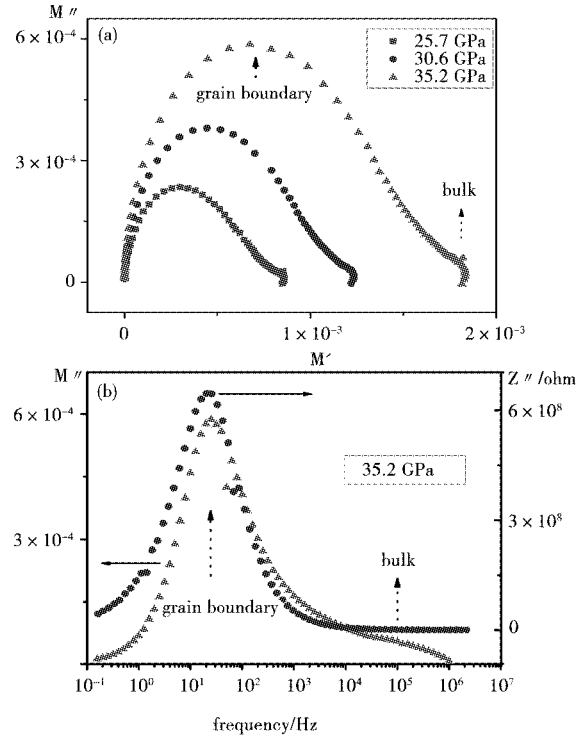 M″
(a)
25.7 GPa
30.6 GPa
35.2 GPa
6 × 10⁻⁴
grain boundary
3 × 10⁻⁴
bulk
0
0
1 × 10⁻³
2 × 10⁻³
M′
M″
(b)
Z″/ohm
6 × 10⁻⁴
6 × 10⁸
35.2 GPa
3 × 10⁻⁴
3 × 10⁸
bulk
grain boundary
0
10⁻¹ 10⁰ 10¹ 10² 10³ 10⁴ 10⁵ 10⁶ 10⁷
frequency/Hz